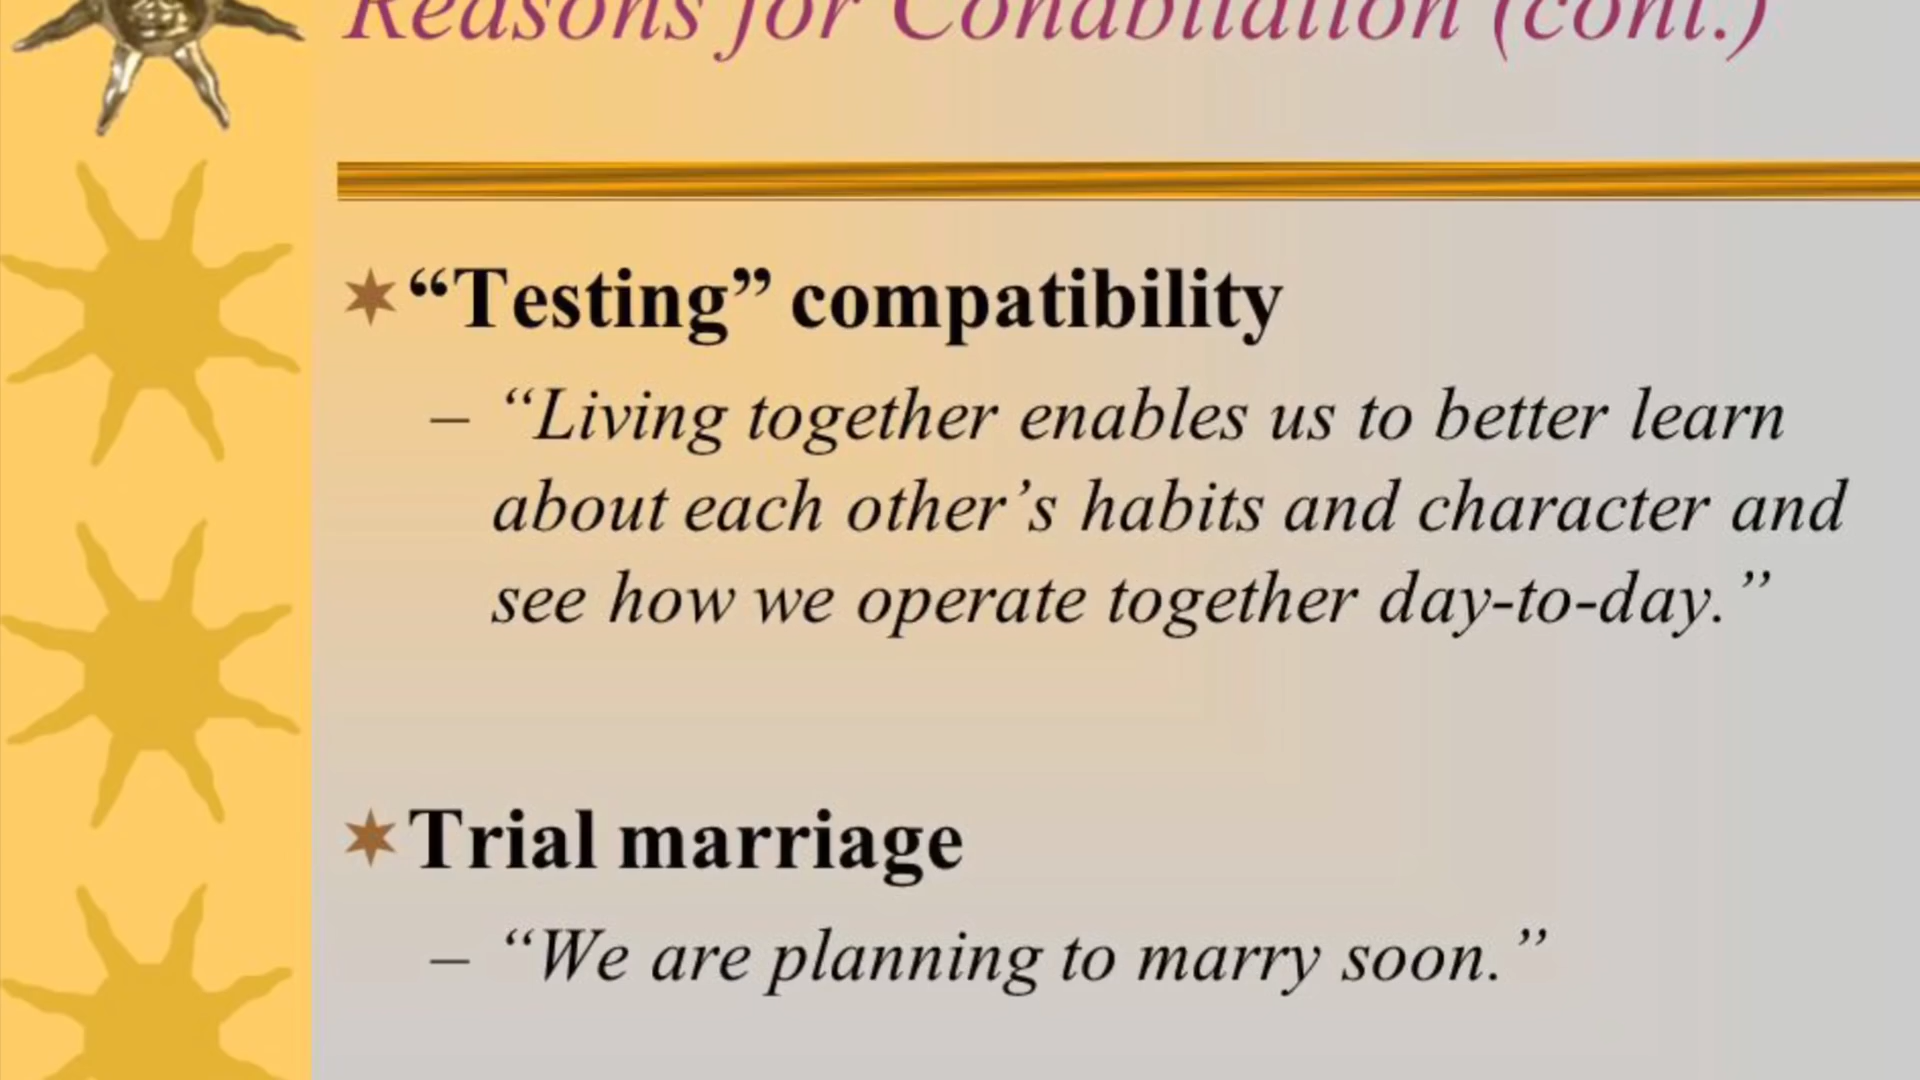 Reasons for Cohabitation (cont.)
“Testing” compatibility
– “Living together enables us to better learn
about each other’s habits and character and
see how we operate together day-to-day.”
Trial marriage
– “We are planning to marry soon.”